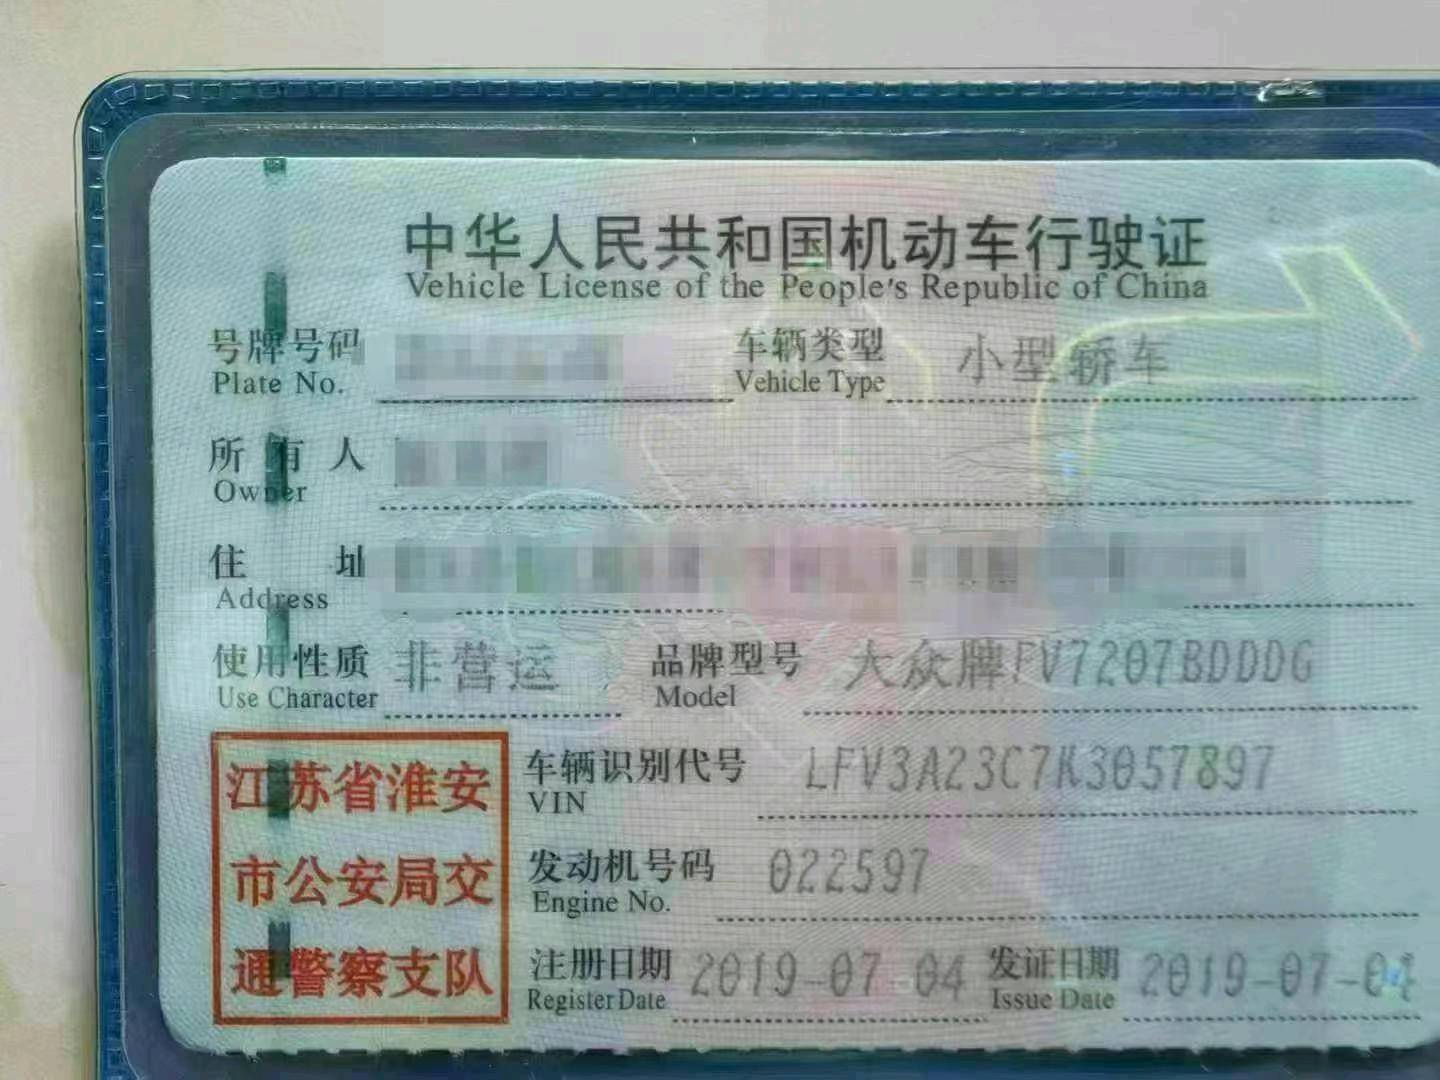 中华人民共和国机动车行驶证
Vehicle License of the People's Republic of China
号牌号码 车辆类型 小型轿车
Plate No. Vehicle Type
所有人
Owner
住址
Address
使用性质 非营运 品牌型号 大众牌FV7207BDDDG
Use Character Model
江苏省淮安
市公安局交
通警察支队
车辆识别代号 LFV3A23C7K3057897
VIN
发动机号码 022597
Engine No.
注册日期 2019-07-04 发证日期 2019-07-04
Register Date Issue Date